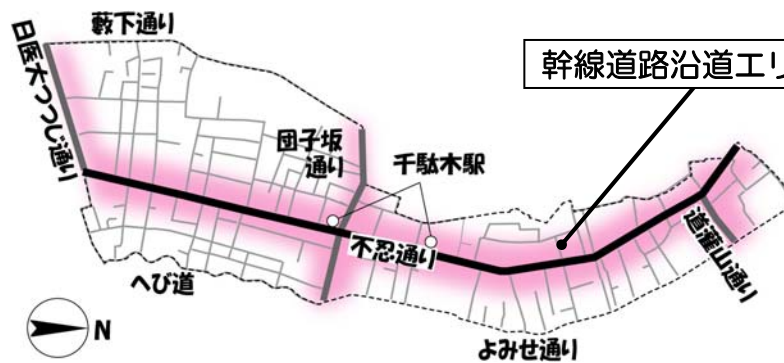 藪下通り
日医大つつじ通り
幹線道路沿道エリ
団子坂
通り
千駄木駅
不忍通り
道灌山通り
へび道
よみせ通り
N